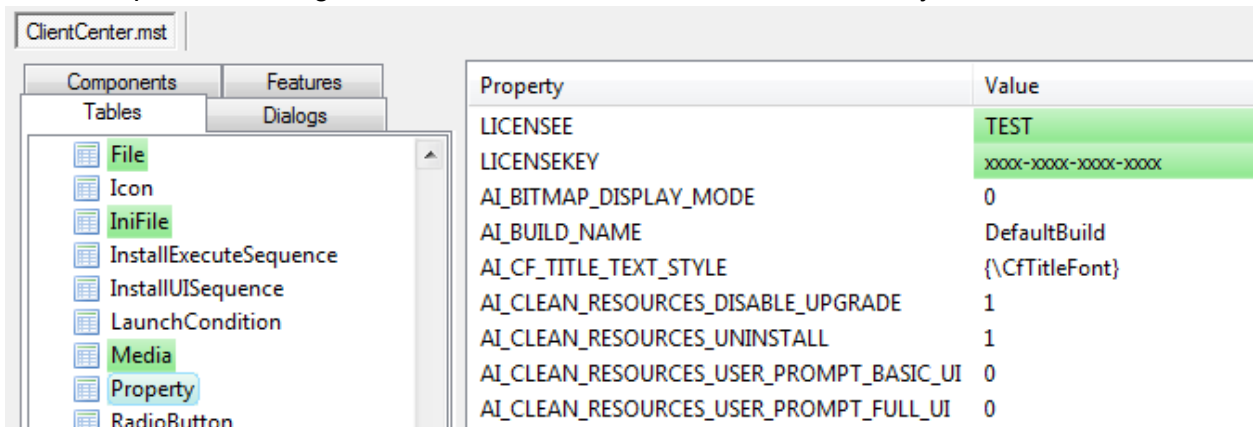 ClientCenter.mst
Components Features
Tables Dialogs
File
Icon
IniFile
InstallExecuteSequence
InstallUISequence
LaunchCondition
Media
Property
RadioButton
Property Value
LICENSEE TEST
LICENSEKEY xxxx-xxxx-xxxx-xxxx
AI_BITMAP_DISPLAY_MODE 0
AI_BUILD_NAME DefaultBuild
AI_CF_TITLE_TEXT_STYLE {\CfTitleFont}
AI_CLEAN_RESOURCES_DISABLE_UPGRADE 1
AI_CLEAN_RESOURCES_UNINSTALL 1
AI_CLEAN_RESOURCES_USER_PROMPT_BASIC_UI 0
AI_CLEAN_RESOURCES_USER_PROMPT_FULL_UI 0